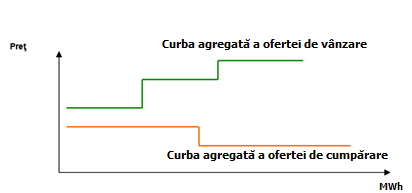 Curba agregată a ofertei de vânzare
Preţ
Curba agregată a ofertei de cumpărare
MWh